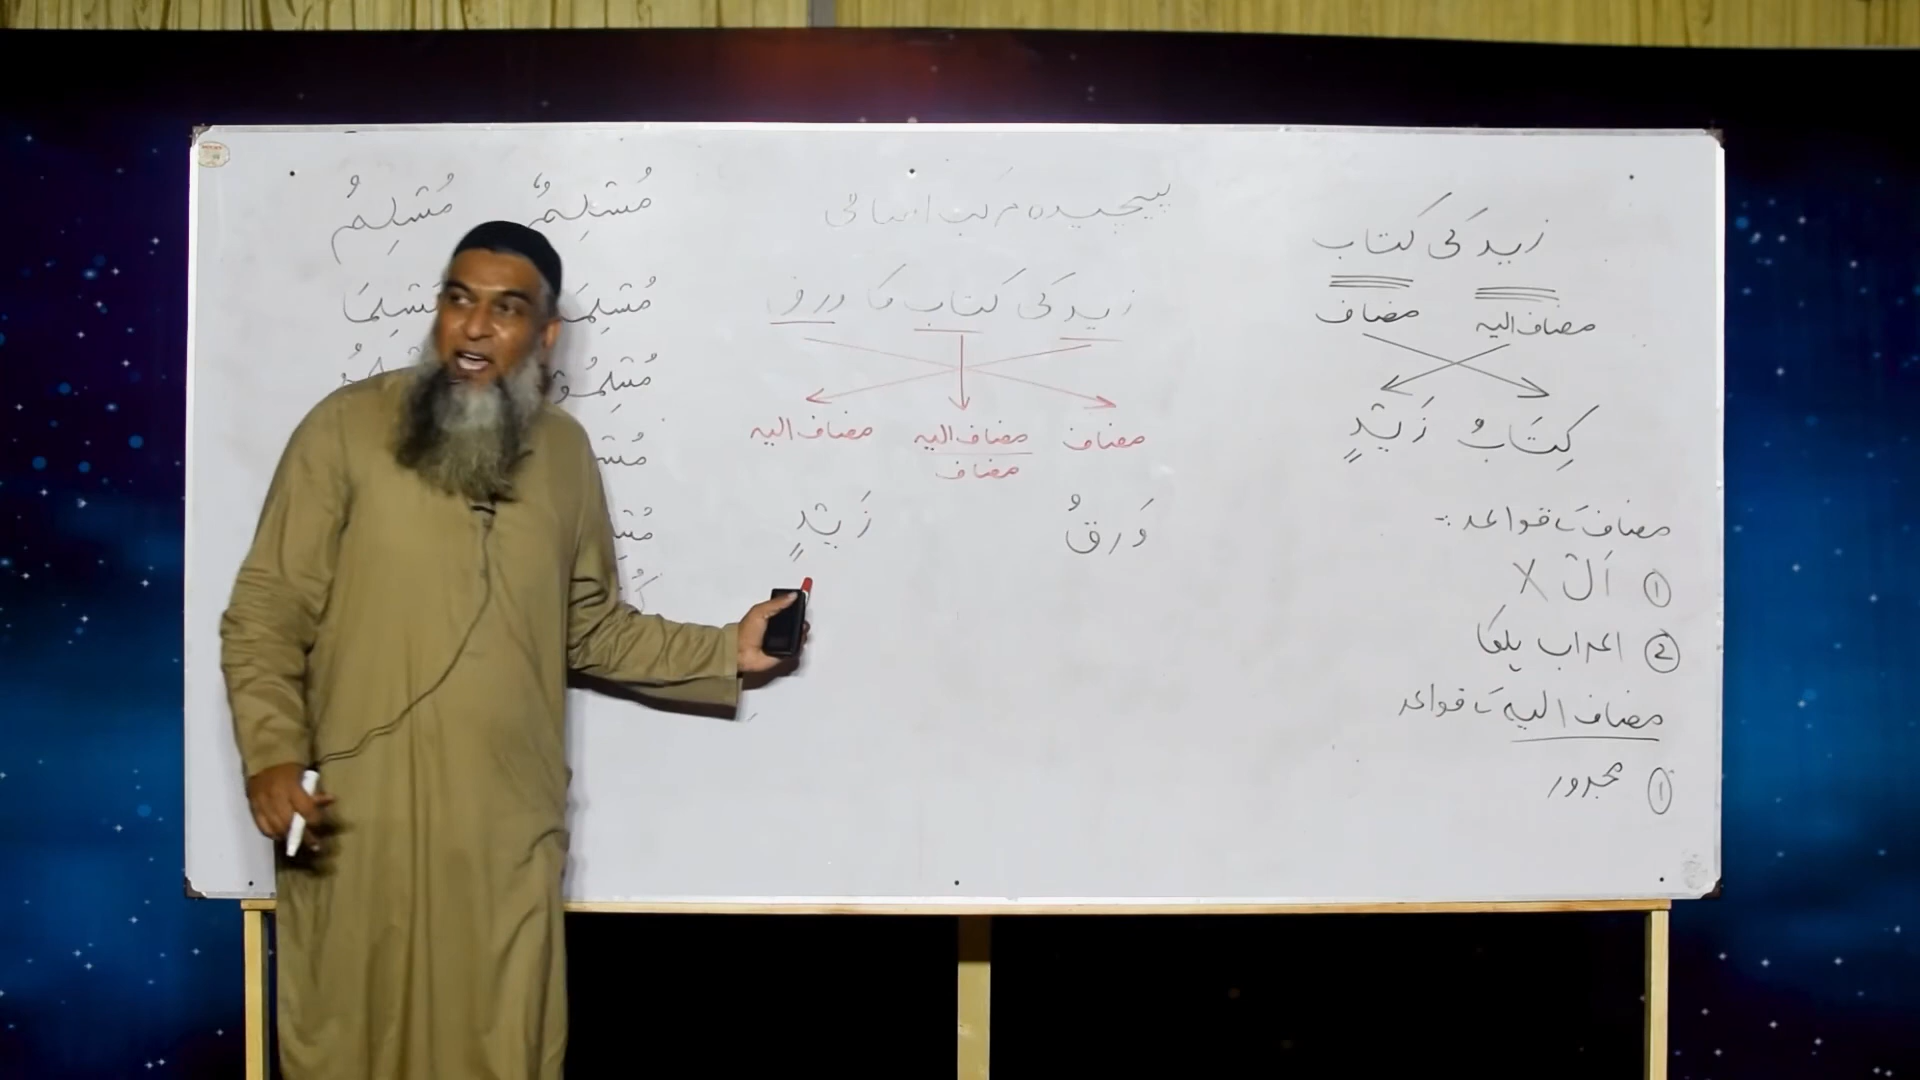 زید کی کتاب
مضاف الیہ مضاف
کِتَابُ زَیْدٍ
مضاف کے قواعد :-
① اَلْ X
② اعراب ہلکا
مضاف الیہ کے قواعد
① مجرور
پیچیدہ مرکب اضافی
زید کی کتاب کا ورق
مضاف مضاف الیہ مضاف الیہ
مضاف
وَرَقُ زَیْدٍ
مُسْلِمٌ مُسْلِمُ